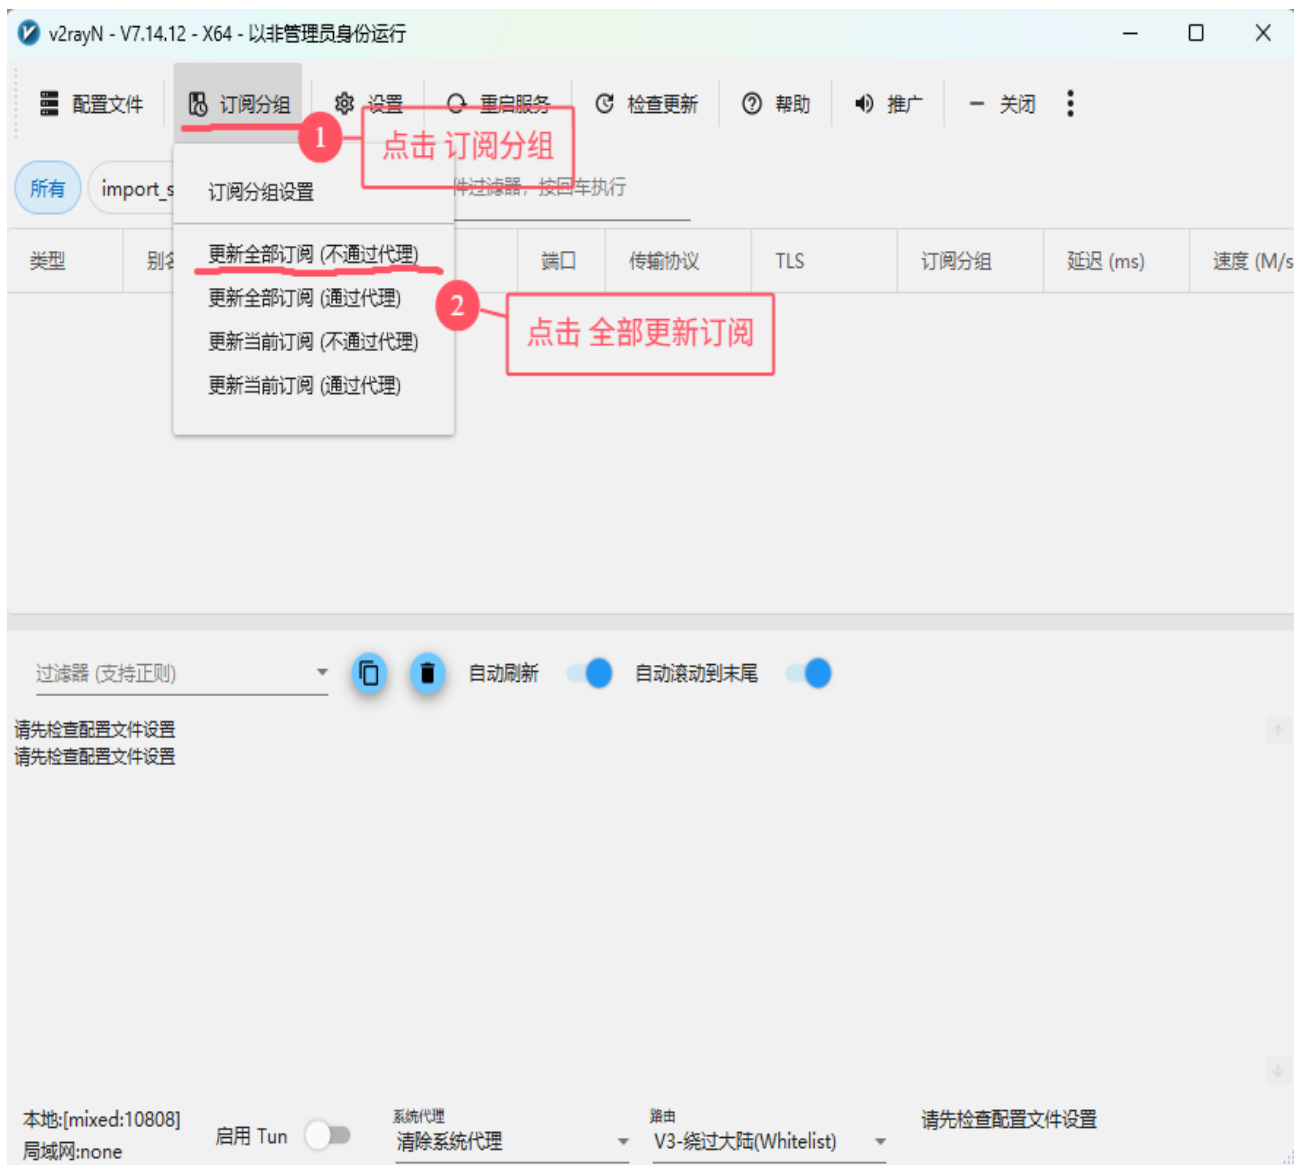 v2rayN - V7.14.12 - X64 - 以非管理员身份运行
配置文件 订阅分组 设置 重启服务 检查更新 帮助 推广 关闭
1 点击 订阅分组
所有 import_s 订阅分组设置 件过滤器，按回车执行
类型 别名 端口 传输协议 TLS 订阅分组 延迟 (ms) 速度 (M/s
更新全部订阅 (不通过代理)
更新全部订阅 (通过代理)
2 点击 全部更新订阅
更新当前订阅 (不通过代理)
更新当前订阅 (通过代理)
过滤器 (支持正则) 自动刷新 自动滚动到末尾
请先检查配置文件设置
请先检查配置文件设置
本地:[mixed:10808] 启用 Tun 系统代理 路由 请先检查配置文件设置
局域网:none 清除系统代理 V3-绕过大陆(Whitelist)